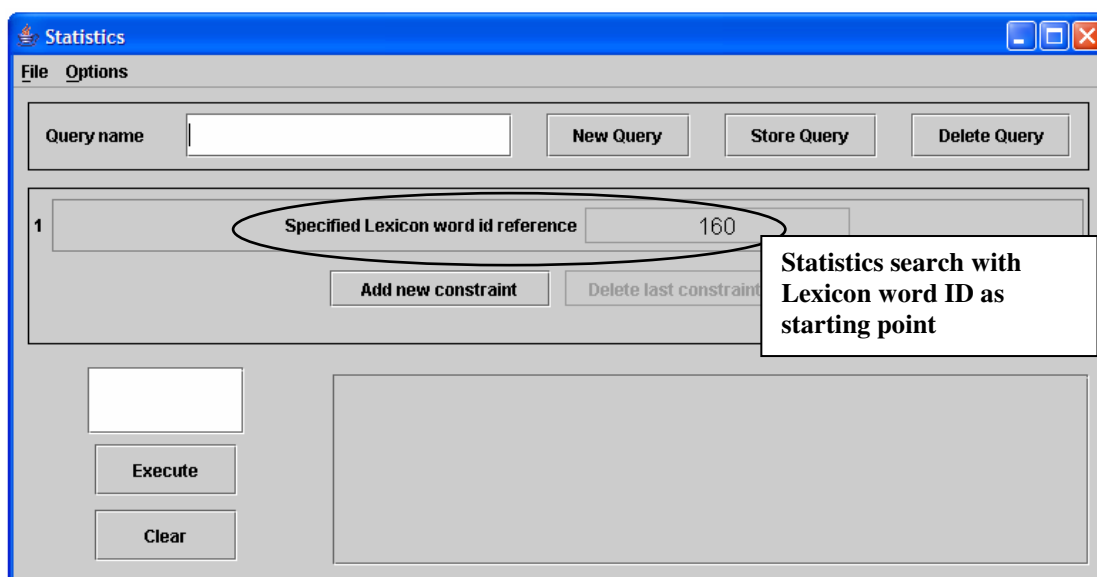 Statistics
File Options
Query name New Query Store Query Delete Query
1 Specified Lexicon word id reference 160
Add new constraint Delete last constraint
Statistics search with
Lexicon word ID as
starting point
Execute
Clear